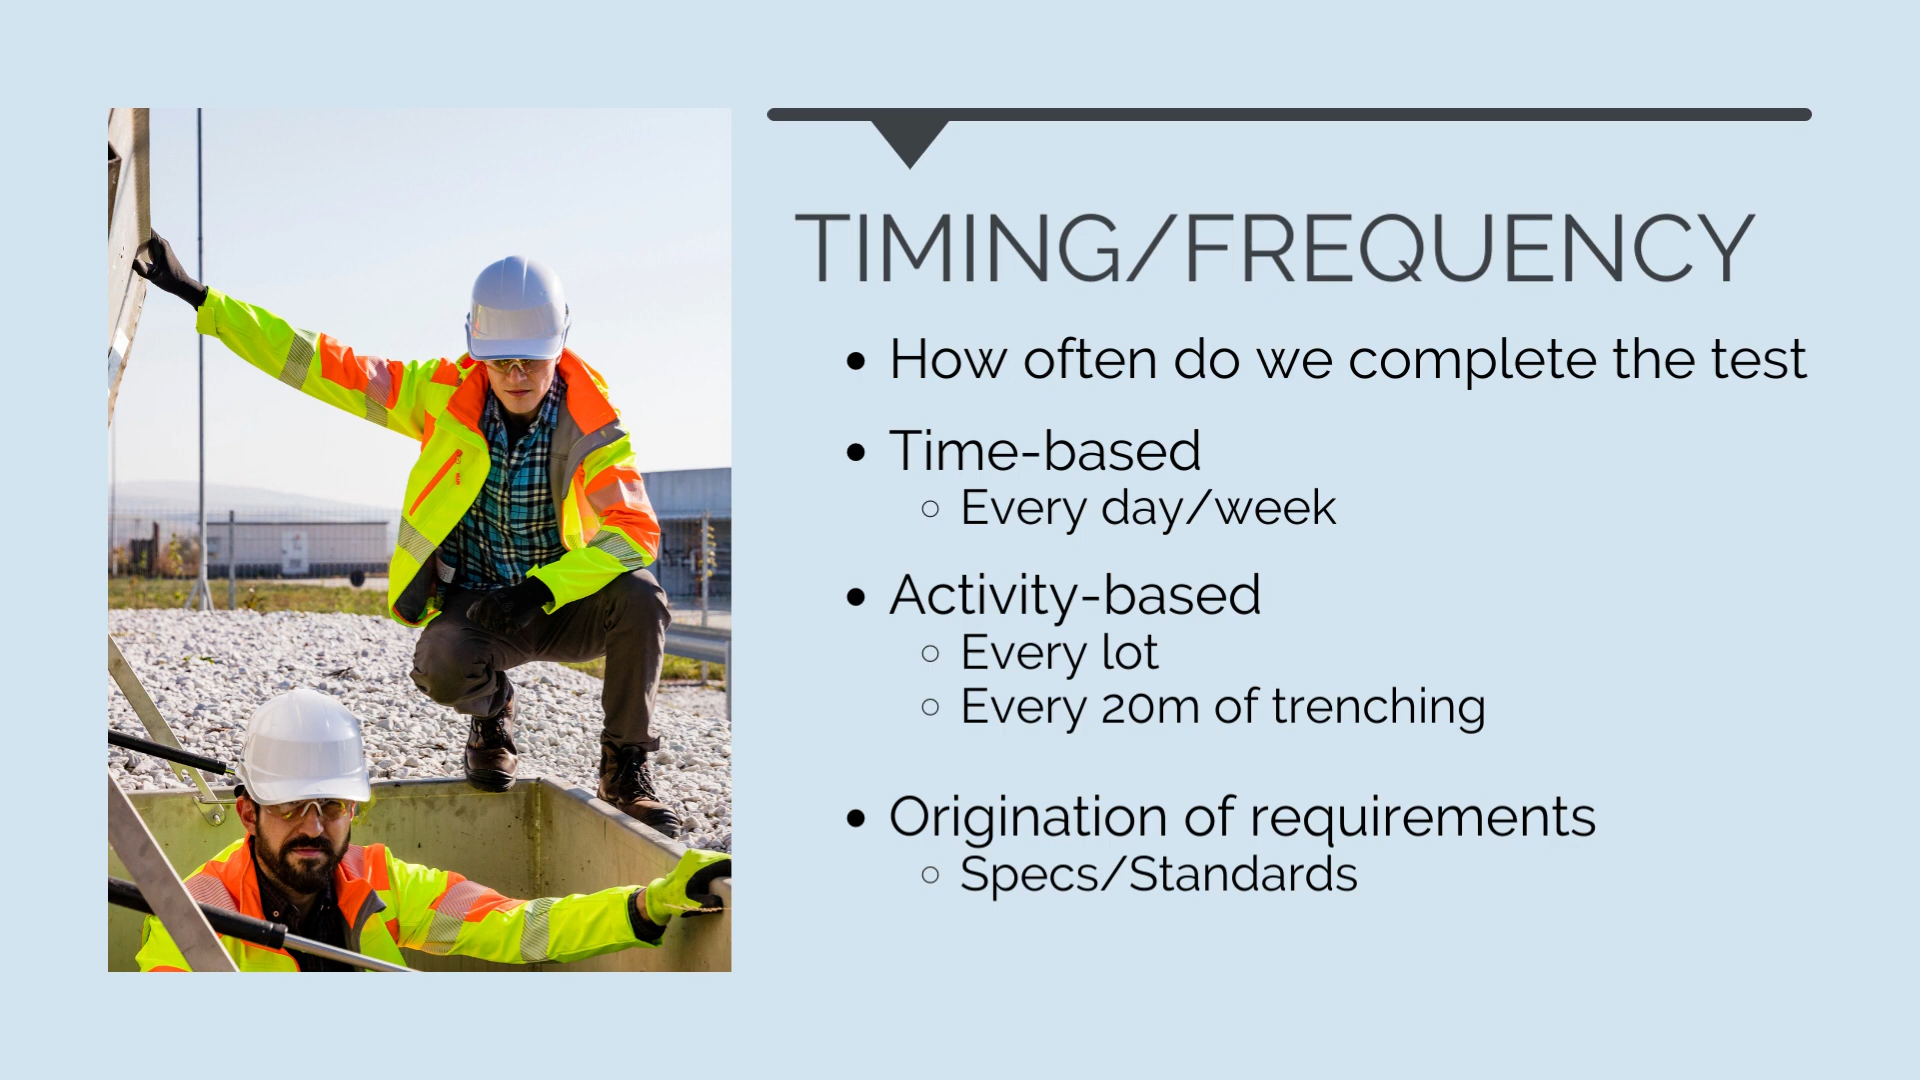 TIMING/FREQUENCY
• How often do we complete the test
• Time-based
○ Every day/week
• Activity-based
○ Every lot
○ Every 20m of trenching
• Origination of requirements
○ Specs/Standards